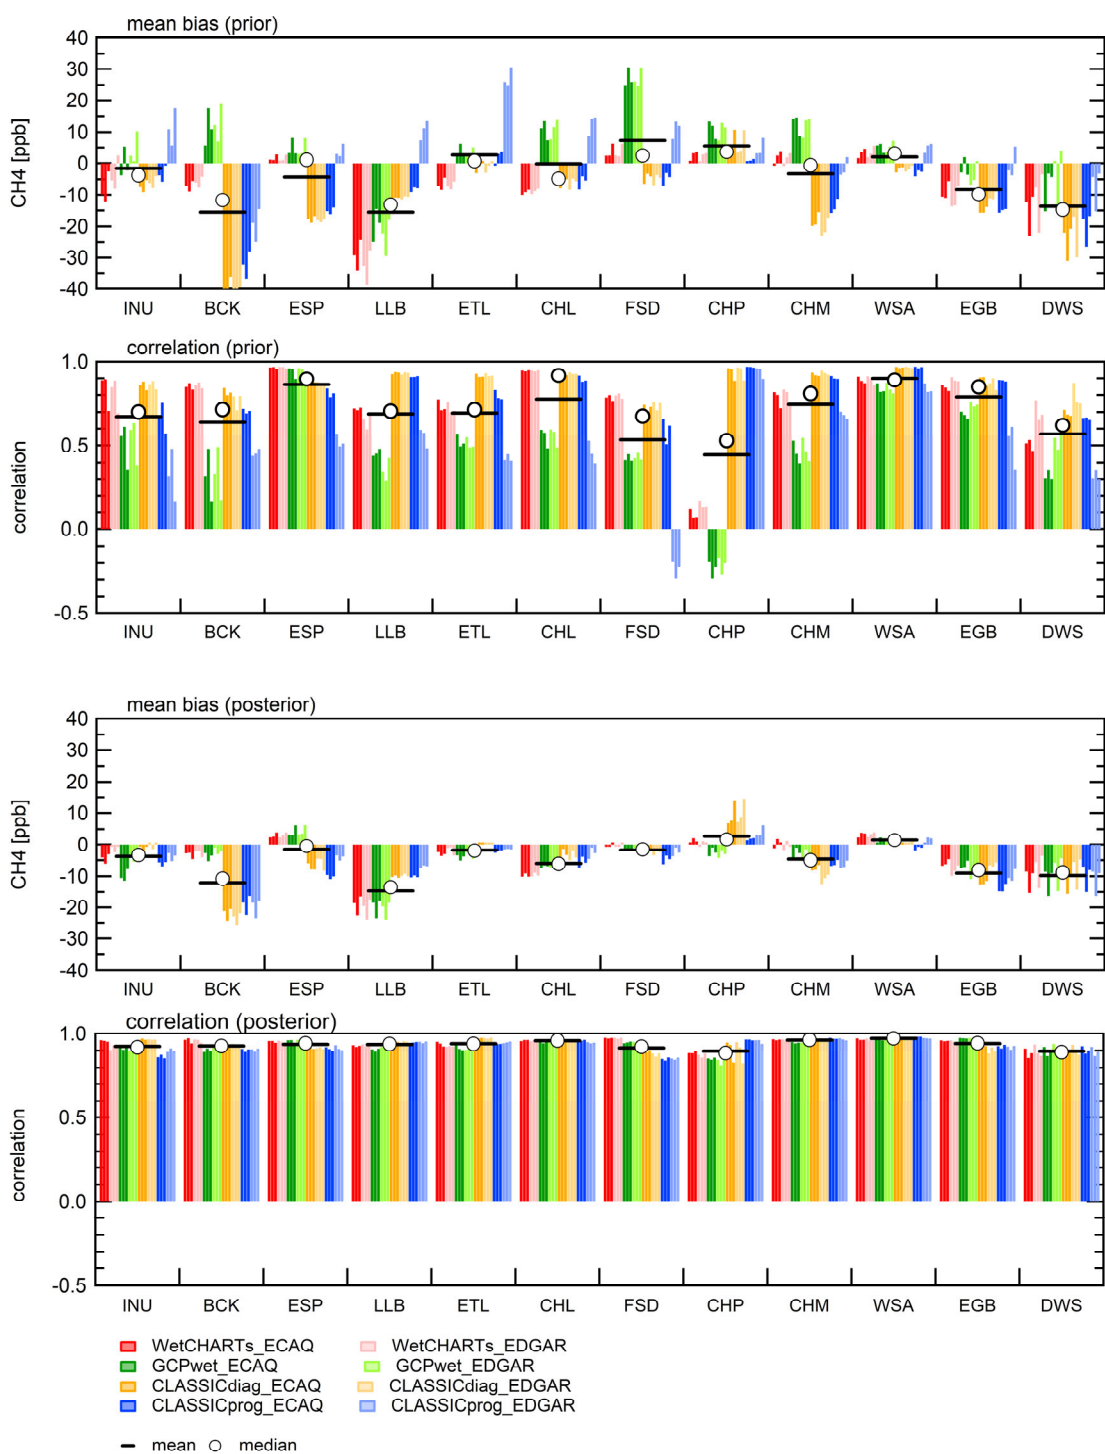 mean bias (prior)
40
30
20
10
0
-10
-20
-30
-40
CH4 [ppb]
INU BCK ESP LLB ETL CHL FSD CHP CHM WSA EGB DWS
correlation (prior)
1.0
0.5
0.0
-0.5
correlation
INU BCK ESP LLB ETL CHL FSD CHP CHM WSA EGB DWS
mean bias (posterior)
40
30
20
10
0
-10
-20
-30
-40
CH4 [ppb]
INU BCK ESP LLB ETL CHL FSD CHP CHM WSA EGB DWS
correlation (posterior)
1.0
0.5
0.0
-0.5
correlation
INU BCK ESP LLB ETL CHL FSD CHP CHM WSA EGB DWS
WetCHARTs_ECAQ WetCHARTs_EDGAR
GCPwet_ECAQ GCPwet_EDGAR
CLASSICdiag_ECAQ CLASSICdiag_EDGAR
CLASSICprog_ECAQ CLASSICprog_EDGAR
mean median